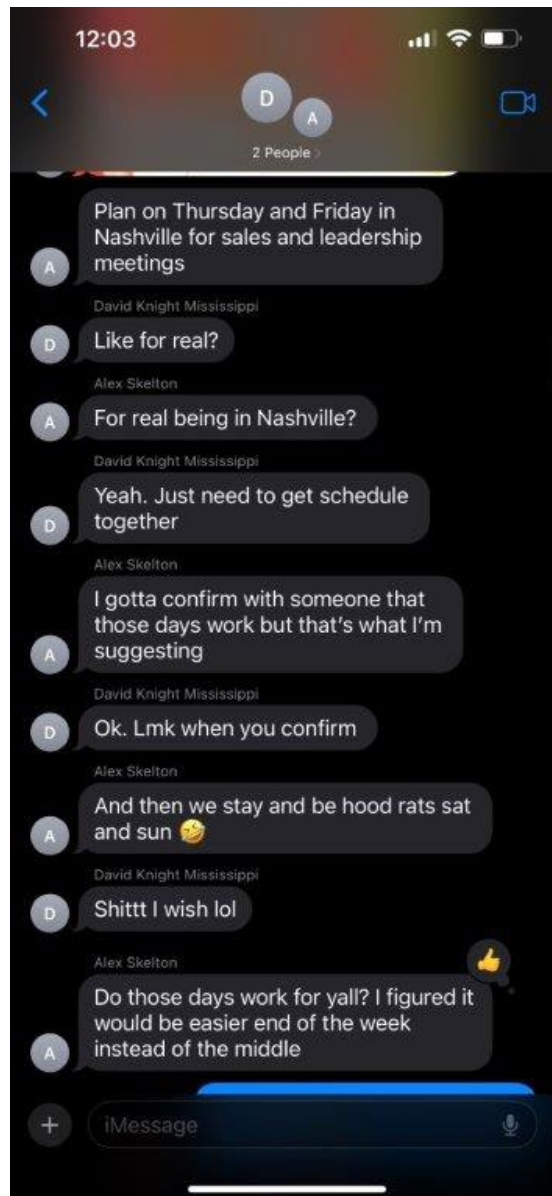 12:03
D
A
2 People >
Plan on Thursday and Friday in
Nashville for sales and leadership
meetings
A
David Knight Mississippi
Like for real?
D
Alex Skelton
For real being in Nashville?
A
David Knight Mississippi
Yeah. Just need to get schedule
together
D
Alex Skelton
I gotta confirm with someone that
those days work but that's what I'm
suggesting
A
David Knight Mississippi
Ok. Lmk when you confirm
D
Alex Skelton
And then we stay and be hood rats sat
and sun 🤣
A
David Knight Mississippi
Shittt I wish lol
D
Alex Skelton
Do those days work for yall? I figured it
would be easier end of the week
instead of the middle
A
iMessage